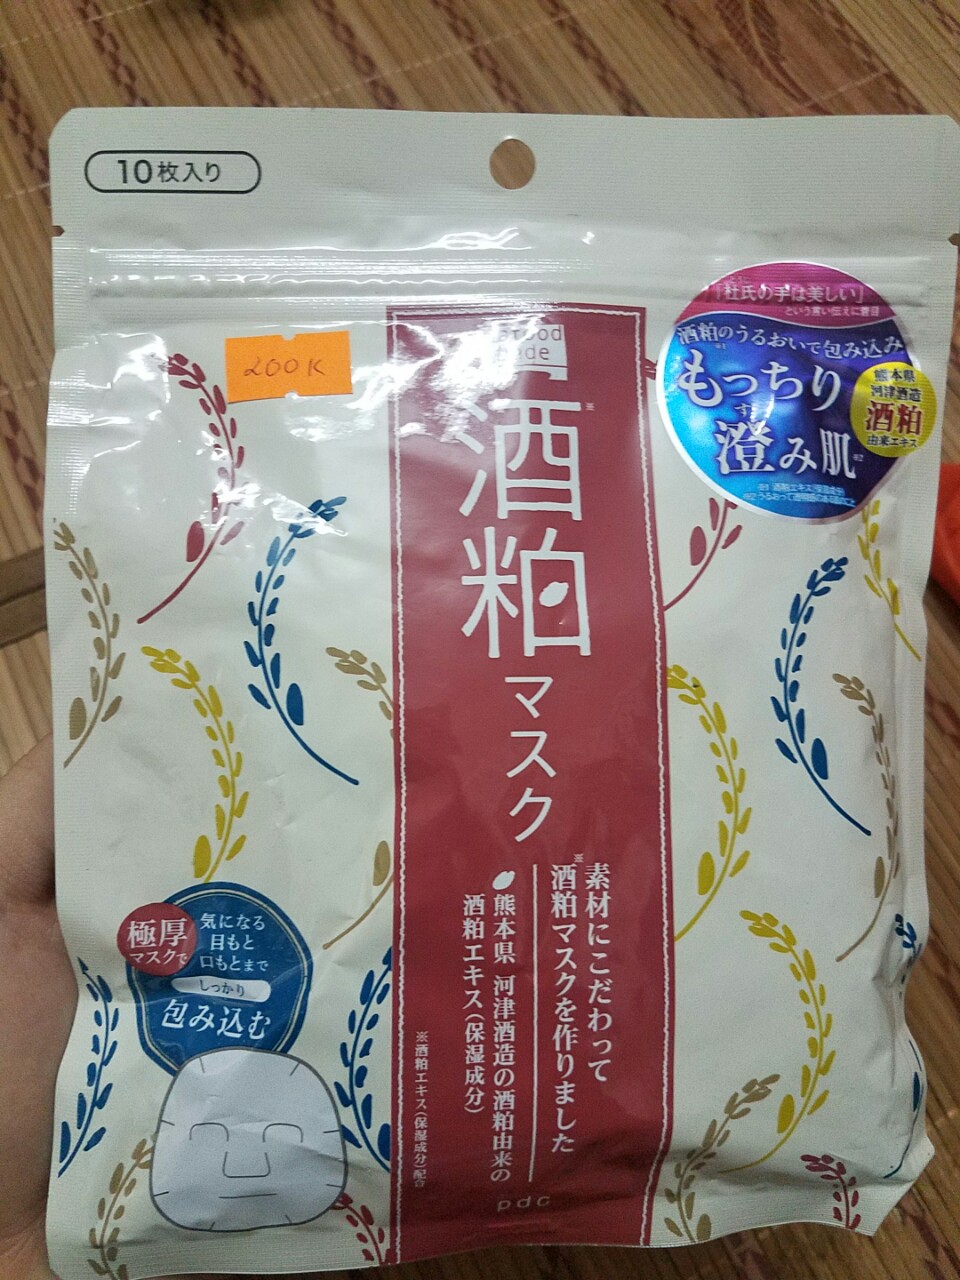 10枚入り
200K
「杜氏の手は美しい」
という言い伝えに着目
酒粕のうるおいで包み込み
※1
もっちり
澄み肌※2
熊本県
河津酒造
酒粕
由来エキス
酒粕※
マスク
素材にこだわって
※酒粕マスクを作りました
熊本県 河津酒造の酒粕由来の
酒粕エキス(保湿成分)
※酒粕エキス(保湿成分)配合
pdc
極厚
マスクで
気になる
目もと
口もとまで
しっかり
包み込む